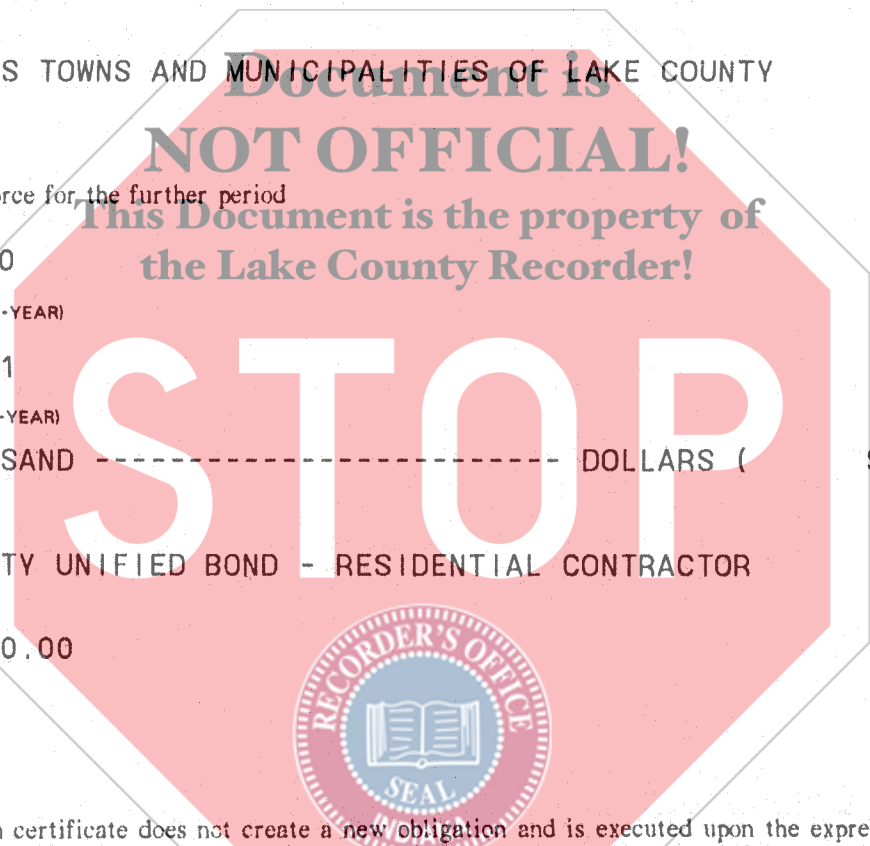 Document is
S TOWNS AND MUNICIPALITIES OF LAKE COUNTY
NOT OFFICIAL!
rce for the further period
This Document is the property of
0
the Lake County Recorder!
-YEAR)
1
-YEAR)
STOP
SAND ------------------------- DOLLARS (
TY UNIFIED BOND - RESIDENTIAL CONTRACTOR
0.00
RECORDER'S OFFICE
SEAL
INDIANA
certificate does not create a new obligation and is executed upon the expre